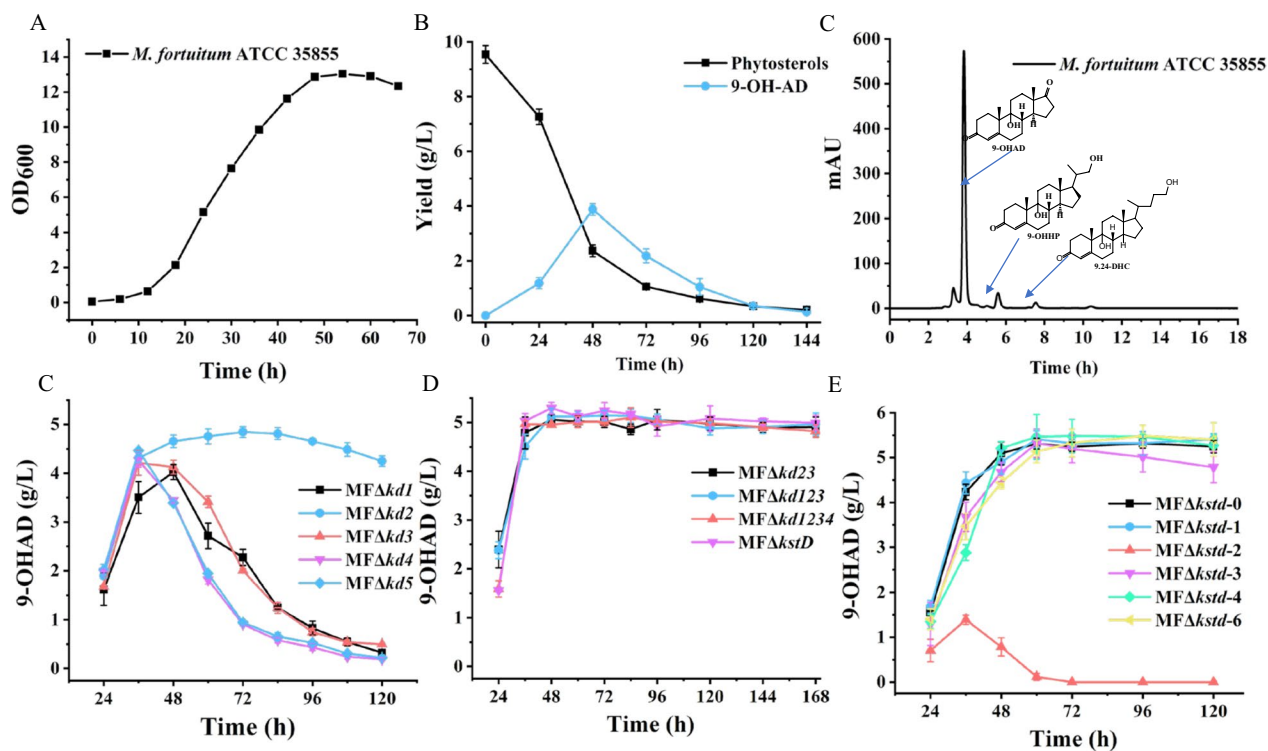 A
M. fortuitum ATCC 35855
OD600
14
12
10
8
6
4
2
0
0 10 20 30 40 50 60 70
Time (h)
B
Phytosterols
9-OH-AD
Yield (g/L)
10
8
6
4
2
0
0 24 48 72 96 120 144
Time (h)
C
M. fortuitum ATCC 35855
mAU
600
500
400
300
200
100
0
O
H
OH
H
O
9-OHAD
OH
H
OH
H
O
9-OHHP
OH
H
OH
H
O
9.24-DHC
0 2 4 6 8 10 12 14 16 18
Time (h)
C
9-OHAD (g/L)
5
4
3
2
1
0
MFΔkd1
MFΔkd2
MFΔkd3
MFΔkd4
MFΔkd5
24 48 72 96 120
Time (h)
D
9-OHAD (g/L)
5
4
3
2
1
0
MFΔkd23
MFΔkd123
MFΔkd1234
MFΔkstD
24 48 72 96 120 144 168
Time (h)
E
9-OHAD (g/L)
6
5
4
3
2
1
0
MFΔkstd-0
MFΔkstd-1
MFΔkstd-2
MFΔkstd-3
MFΔkstd-4
MFΔkstd-6
24 48 72 96 120
Time (h)